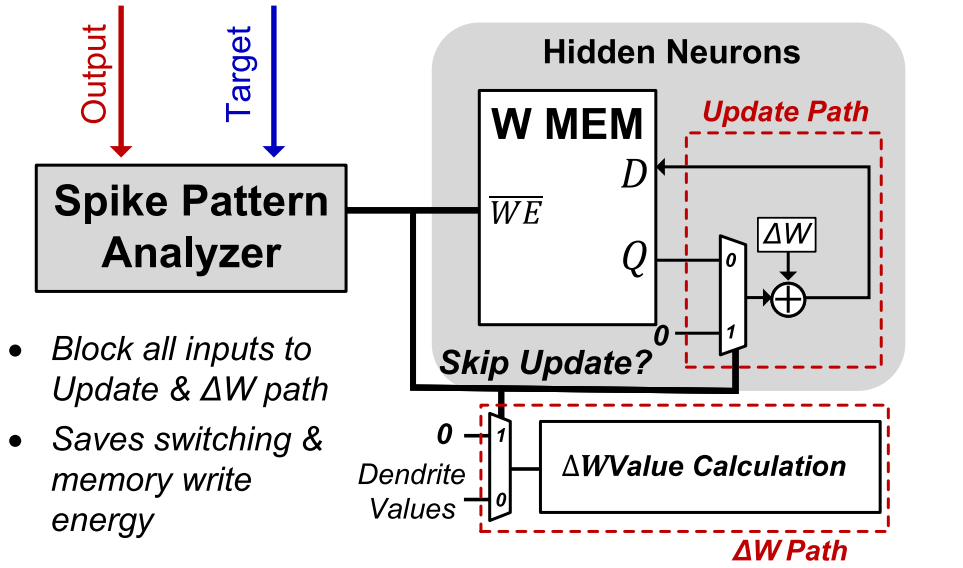 Output
Target
Hidden Neurons
Spike Pattern
Analyzer
W MEM
Update Path
D
W̅E̅
Q
ΔW
0
1
0
Skip Update?
• Block all inputs to
Update & ΔW path
• Saves switching &
memory write
energy
0
1
Dendrite
Values
0
ΔWValue Calculation
ΔW Path